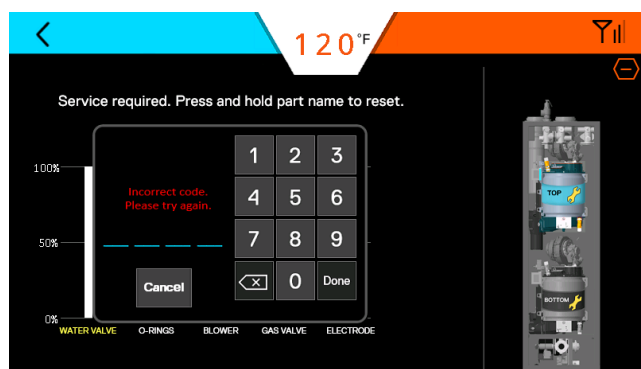 120°F
Service required. Press and hold part name to reset.
100%
50%
0%
Incorrect code.
Please try again.
Cancel
1 2 3
4 5 6
7 8 9
0 Done
WATER VALVE O-RINGS BLOWER GAS VALVE ELECTRODE
TOP
BOTTOM